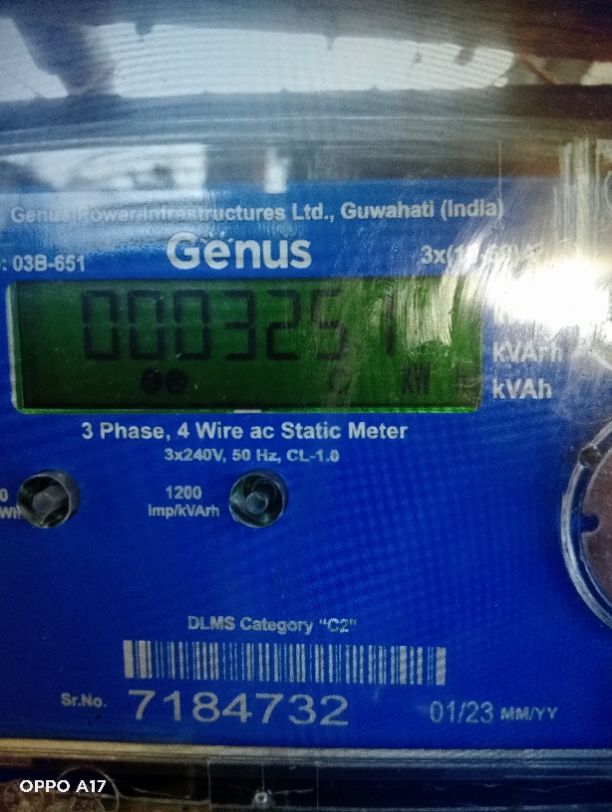 Genus Power Infrastructures Ltd., Guwahati (India)
: 03B-651
Genus
0003251
kVArh
kVAh
KW
3 Phase, 4 Wire ac Static Meter
3x240V, 50 Hz, CL-1.0
1200
imp/kVArh
DLMS Category "C2"
Sr.No. 7184732
01/23 MM/YY
OPPO A17